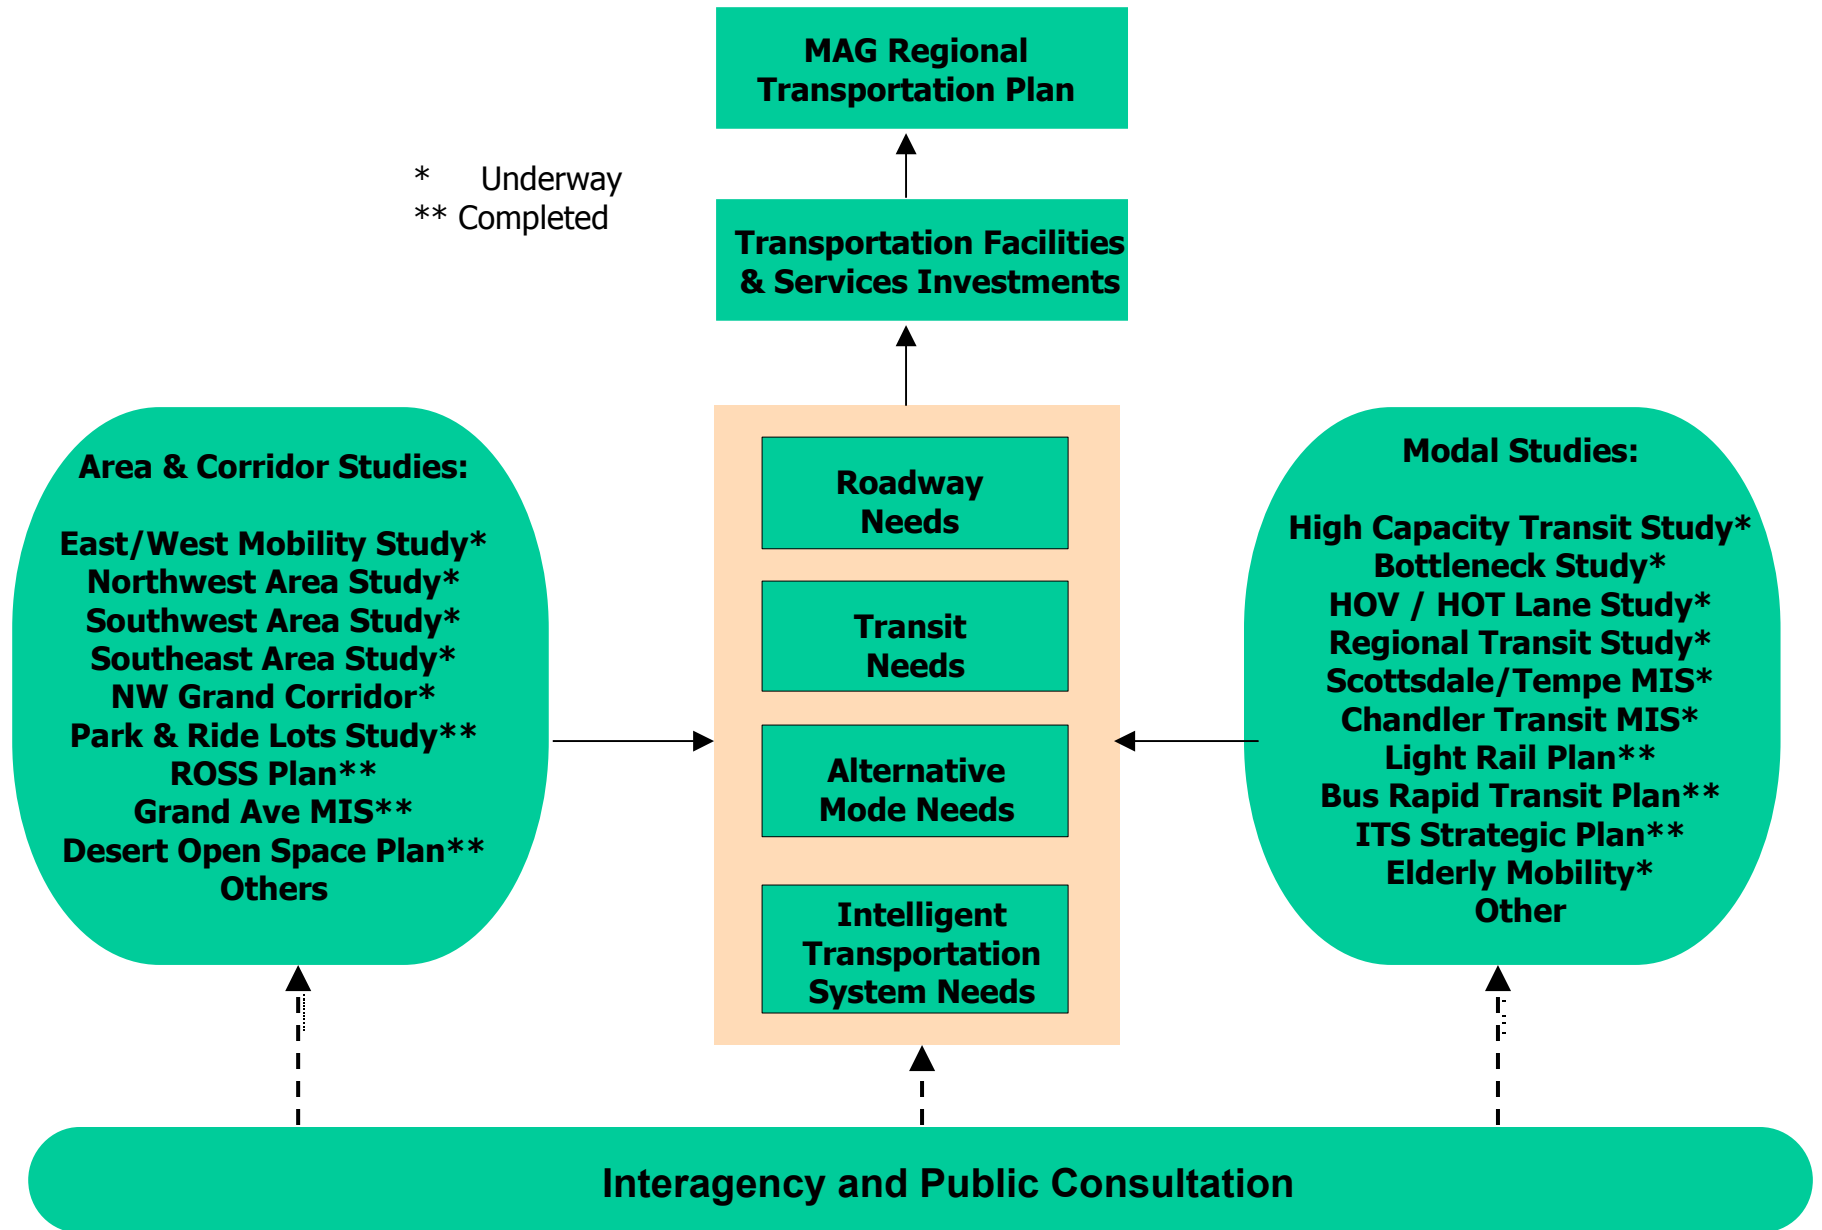 MAG Regional
Transportation Plan
* Underway
** Completed
Transportation Facilities
& Services Investments
Area & Corridor Studies:
East/West Mobility Study*
Northwest Area Study*
Southwest Area Study*
Southeast Area Study*
NW Grand Corridor*
Park & Ride Lots Study**
ROSS Plan**
Grand Ave MIS**
Desert Open Space Plan**
Others
Roadway
Needs
Transit
Needs
Alternative
Mode Needs
Intelligent
Transportation
System Needs
Modal Studies:
High Capacity Transit Study*
Bottleneck Study*
HOV / HOT Lane Study*
Regional Transit Study*
Scottsdale/Tempe MIS*
Chandler Transit MIS*
Light Rail Plan**
Bus Rapid Transit Plan**
ITS Strategic Plan**
Elderly Mobility*
Other
Interagency and Public Consultation